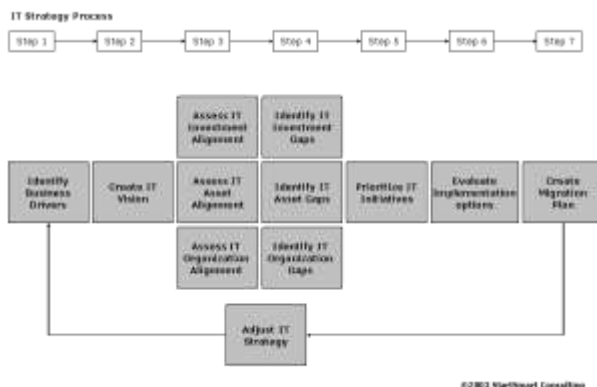 IT Strategy Process
Step 1
Step 2
Step 3
Step 4
Step 5
Step 6
Step 7
Assess IT
Investment
Alignment
Identify IT
Investment
Gaps
Identify
Business
Drivers
Create IT
Vision
Assess IT
Asset
Alignment
Identify IT
Asset Gaps
Prioritize IT
Initiatives
Evaluate
Implementation
options
Create
Migration
Plan
Assess IT
Organization
Alignment
Identify IT
Organization
Gaps
Adjust IT
Strategy
Consulting